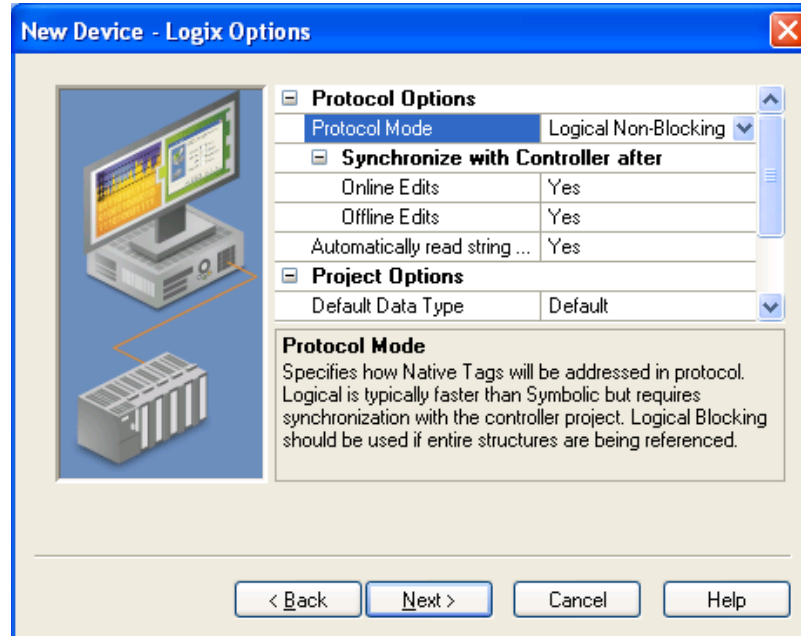 New Device - Logix Options
Protocol Options
Protocol Mode Logical Non-Blocking
Synchronize with Controller after
Online Edits Yes
Offline Edits Yes
Automatically read string ... Yes
Project Options
Default Data Type Default
Protocol Mode
Specifies how Native Tags will be addressed in protocol.
Logical is typically faster than Symbolic but requires
synchronization with the controller project. Logical Blocking
should be used if entire structures are being referenced.
< Back Next > Cancel Help